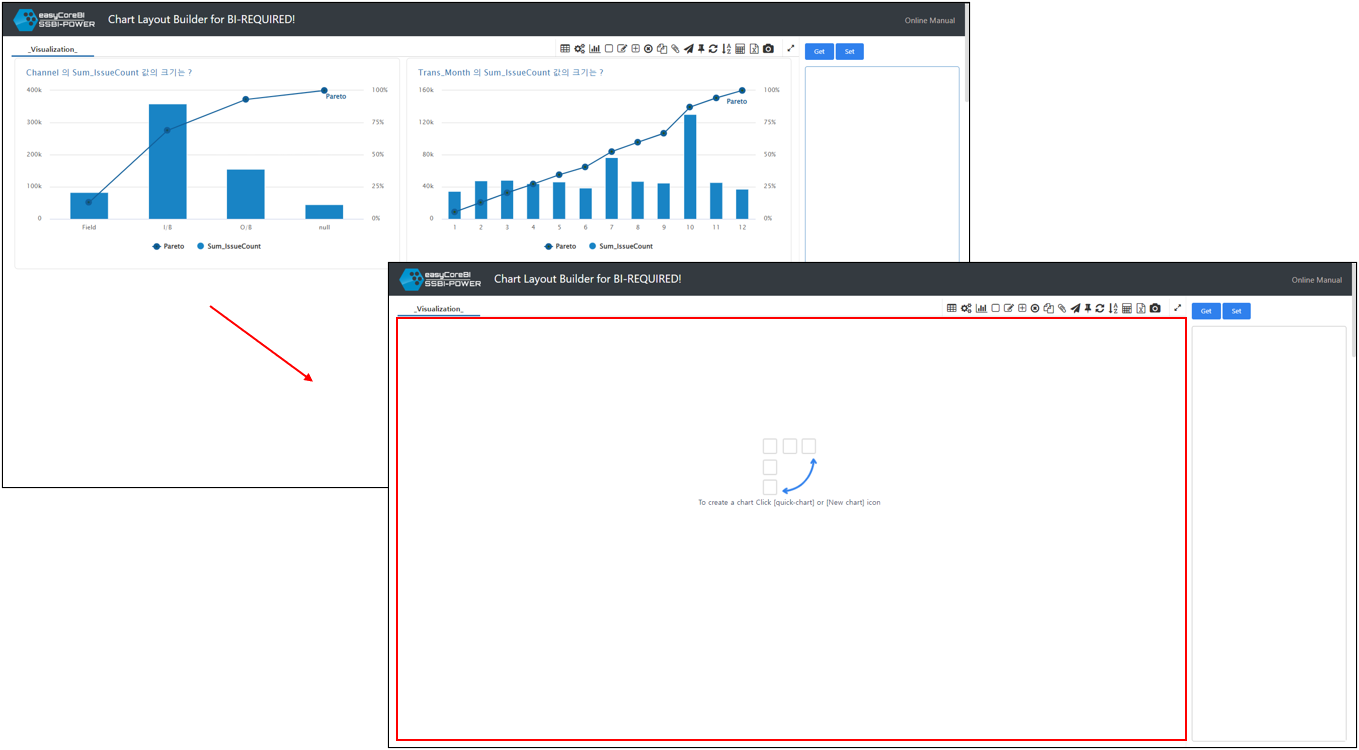 easyCoreBI
SSBI-POWER
Chart Layout Builder for BI-REQUIRED!
Online Manual
_Visualization_
Get
Set
Channel 의 Sum_IssueCount 값의 크기는 ?
400k
300k
200k
100k
0
100%
75%
50%
25%
0%
Pareto
Field
I/B
O/B
null
Pareto
Sum_IssueCount
Trans_Month 의 Sum_IssueCount 값의 크기는 ?
160k
120k
80k
40k
0
100%
75%
50%
25%
0%
Pareto
1
2
3
4
5
6
7
8
9
10
11
12
Pareto
Sum_IssueCount
easyCoreBI
SSBI-POWER
Chart Layout Builder for BI-REQUIRED!
Online Manual
_Visualization_
Get
Set
To create a chart Click [quick-chart] or [New chart] icon